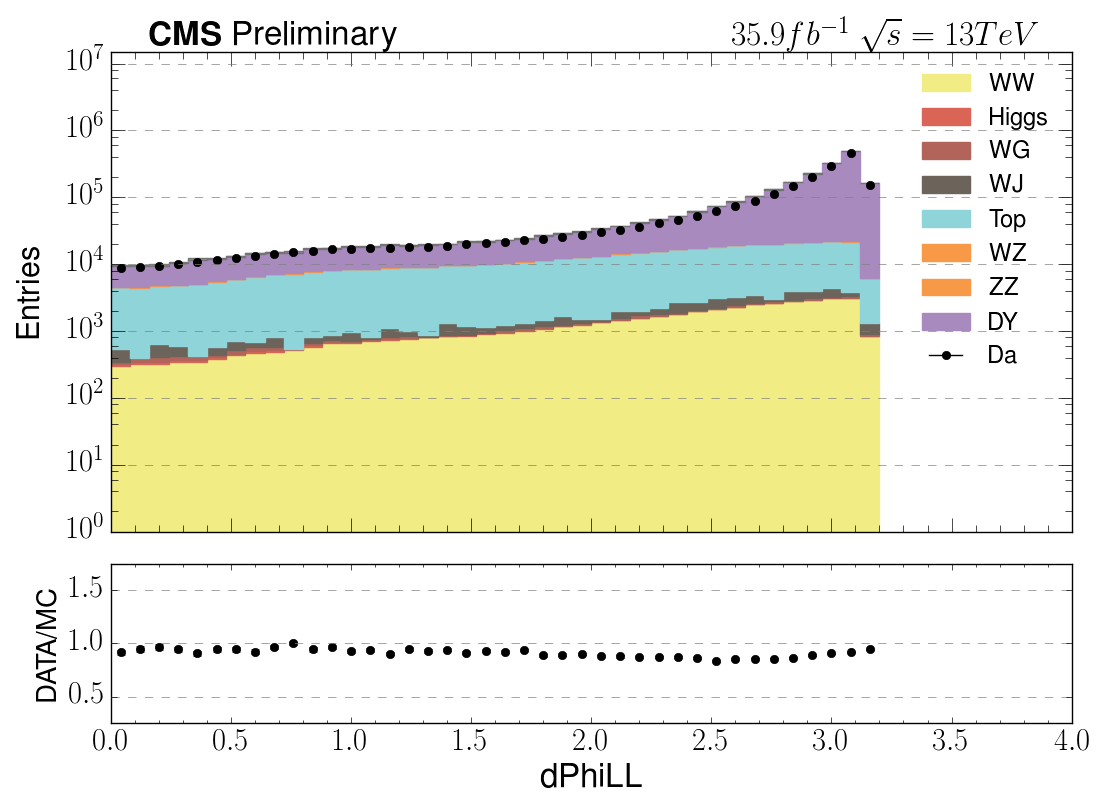 CMS Preliminary 35.9fb⁻¹ √s = 13TeV
10⁷
10⁶
10⁵
10⁴
10³
10²
10¹
10⁰
Entries
WW
Higgs
WG
WJ
Top
WZ
ZZ
DY
Da
1.5
1.0
0.5
DATA/MC
0.0 0.5 1.0 1.5 2.0 2.5 3.0 3.5 4.0
dPhiLL